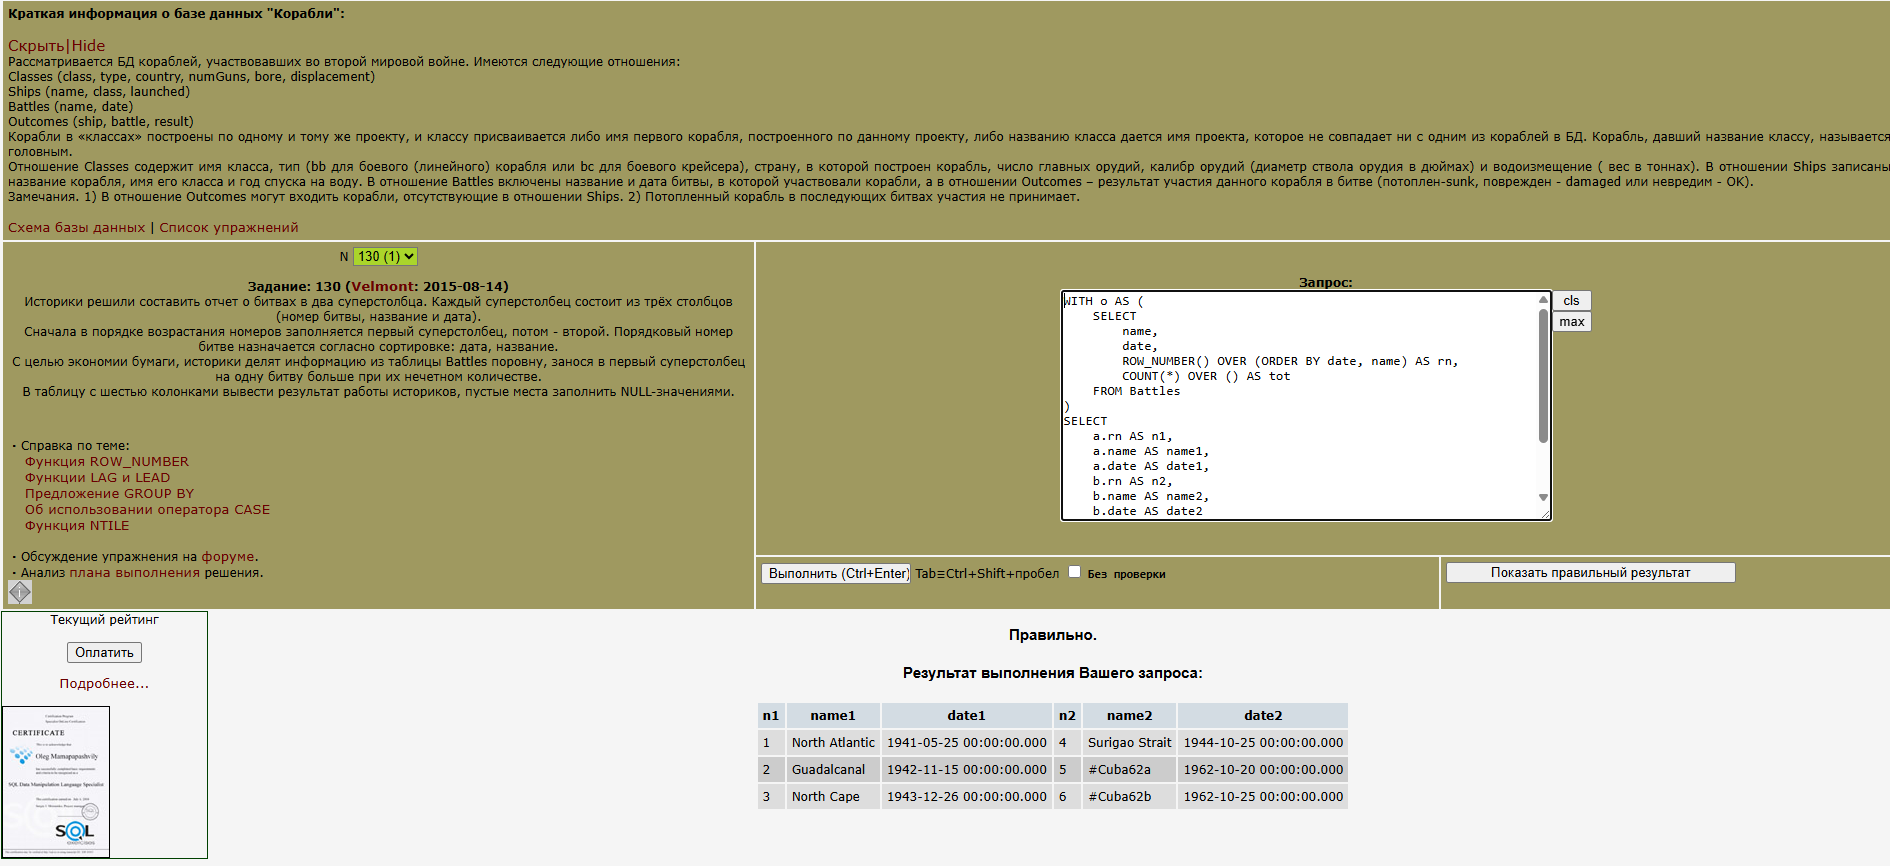 Краткая информация о базе данных "Корабли":
Скрыть|Hide
Рассматривается БД кораблей, участвовавших во второй мировой войне. Имеются следующие отношения:
Classes (class, type, country, numGuns, bore, displacement)
Ships (name, class, launched)
Battles (name, date)
Outcomes (ship, battle, result)
Корабли в «классах» построены по одному и тому же проекту, и классу присваивается либо имя первого корабля, построенного по данному проекту, либо названию класса дается имя проекта, которое не совпадает ни с одним из кораблей в БД. Корабль, давший название классу, называется
головным.
Отношение Classes содержит имя класса, тип (bb для боевого (линейного) корабля или bc для боевого крейсера), страну, в которой построен корабль, число главных орудий, калибр орудий (диаметр ствола орудия в дюймах) и водоизмещение ( вес в тоннах). В отношении Ships записаны
название корабля, имя его класса и год спуска на воду. В отношение Battles включены название и дата битвы, в которой участвовали корабли, а в отношении Outcomes – результат участия данного корабля в битве (потоплен-sunk, поврежден - damaged или невредим - OK).
Замечания. 1) В отношение Outcomes могут входить корабли, отсутствующие в отношении Ships. 2) Потопленный корабль в последующих битвах участия не принимает.
Схема базы данных | Список упражнений
N 130 (1)
Задание: 130 (Velmont: 2015-08-14)
Историки решили составить отчет о битвах в два суперстолбца. Каждый суперстолбец состоит из трёх столбцов
(номер битвы, название и дата).
Сначала в порядке возрастания номеров заполняется первый суперстолбец, потом - второй. Порядковый номер
битве назначается согласно сортировке: дата, название.
С целью экономии бумаги, историки делят информацию из таблицы Battles поровну, занося в первый суперстолбец
на одну битву больше при их нечетном количестве.
В таблицу с шестью колонками вывести результат работы историков, пустые места заполнить NULL-значениями.
· Справка по теме:
Функция ROW_NUMBER
Функции LAG и LEAD
Предложение GROUP BY
Об использовании оператора CASE
Функция NTILE
· Обсуждение упражнения на форуме.
· Анализ плана выполнения решения.
Запрос:
WITH o AS (
SELECT
name,
date,
ROW_NUMBER() OVER (ORDER BY date, name) AS rn,
COUNT(*) OVER () AS tot
FROM Battles
)
SELECT
a.rn AS n1,
a.name AS name1,
a.date AS date1,
b.rn AS n2,
b.name AS name2,
b.date AS date2
cls
max
Выполнить (Ctrl+Enter) Tab≡Ctrl+Shift+пробел Без проверки
Показать правильный результат
Текущий рейтинг
Оплатить
Подробнее...
CERTIFICATE
Oleg Mamapapashvily
SQL Data Manipulation Language Specialist
SQL
Правильно.
Результат выполнения Вашего запроса:
n1 name1 date1 n2 name2 date2
1 North Atlantic 1941-05-25 00:00:00.000 4 Surigao Strait 1944-10-25 00:00:00.000
2 Guadalcanal 1942-11-15 00:00:00.000 5 #Cuba62a 1962-10-20 00:00:00.000
3 North Cape 1943-12-26 00:00:00.000 6 #Cuba62b 1962-10-25 00:00:00.000